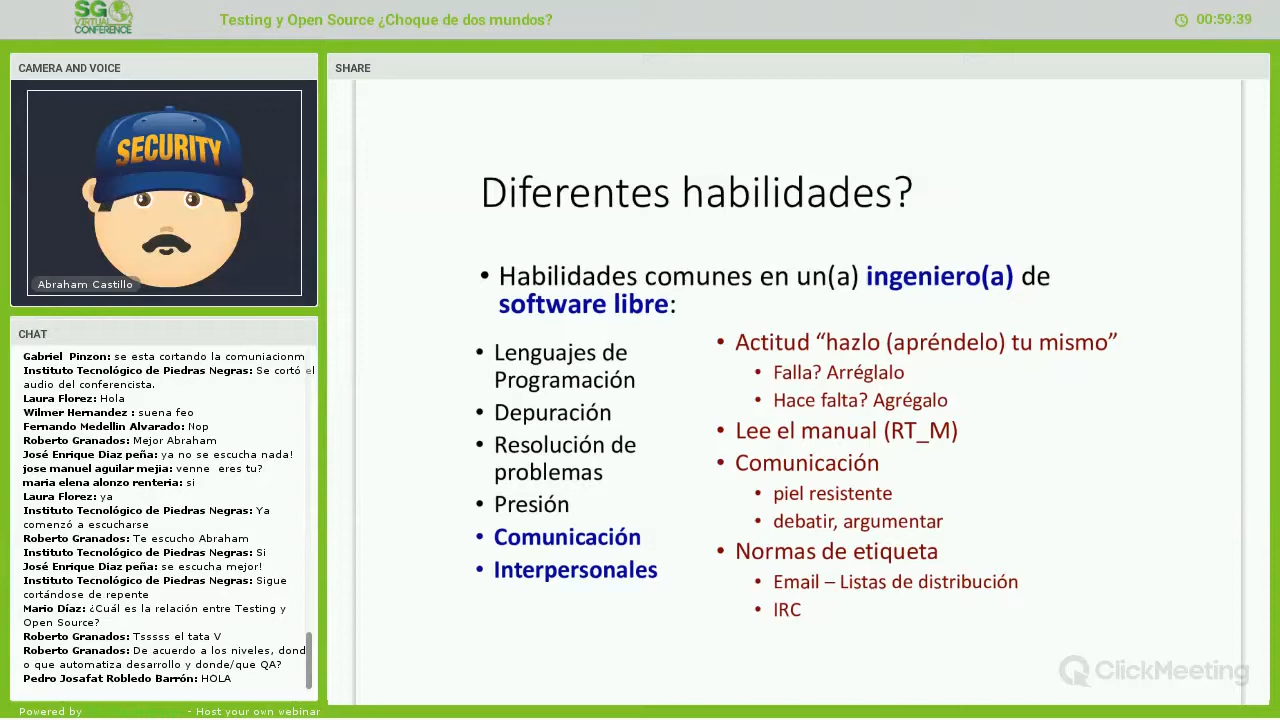 SG
VIRTUAL
CONFERENCE
Testing y Open Source ¿Choque de dos mundos?
00:59:39
CAMERA AND VOICE
SECURITY
Abraham Castillo
CHAT
Gabriel Pinzon: se esta cortando la comuniacionm
Instituto Tecnológico de Piedras Negras: Se cortó el
audio del conferencista.
Laura Florez: Hola
Wilmer Hernandez : suena feo
Fernando Medellin Alvarado: Nop
Roberto Granados: Mejor Abraham
José Enrique Diaz peña: ya no se escucha nada!
jose manuel aguilar mejia: venne eres tu?
maria elena alonzo renteria: si
Laura Florez: ya
Instituto Tecnológico de Piedras Negras: Ya
comenzó a escucharse
Roberto Granados: Te escucho Abraham
Instituto Tecnológico de Piedras Negras: Si
José Enrique Diaz peña: se escucha mejor!
Instituto Tecnológico de Piedras Negras: Sigue
cortándose de repente
Mario Díaz: ¿Cuál es la relación entre Testing y
Open Source?
Roberto Granados: Tsssss el tata V
Roberto Granados: De acuerdo a los niveles, dond
o que automatiza desarrollo y donde/que QA?
Pedro Josafat Robledo Barrón: HOLA
Powered by - Host your own webinar
SHARE
Diferentes habilidades?
• Habilidades comunes en un(a) ingeniero(a) de
software libre:
• Lenguajes de
Programación
• Depuración
• Resolución de
problemas
• Presión
• Comunicación
• Interpersonales
• Actitud “hazlo (apréndelo) tu mismo”
• Falla? Arréglalo
• Hace falta? Agrégalo
• Lee el manual (RT_M)
• Comunicación
• piel resistente
• debatir, argumentar
• Normas de etiqueta
• Email – Listas de distribución
• IRC
ClickMeeting